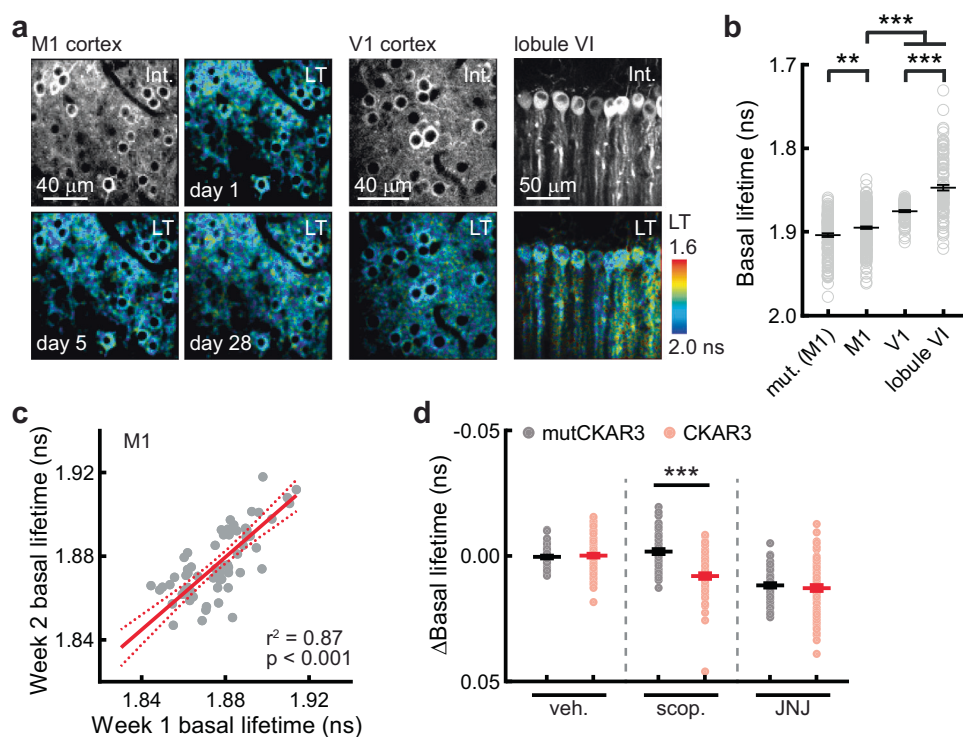 a
M1 cortex
V1 cortex
lobule VI
Int.
LT
Int.
Int.
40 μm
day 1
40 μm
50 μm
LT
LT
LT
LT
day 5
day 28
LT
1.6
2.0 ns
b
***
**
***
Basal lifetime (ns)
1.7
1.8
1.9
2.0
mut. (M1)
M1
V1
lobule VI
c
M1
Week 2 basal lifetime (ns)
1.92
1.88
1.84
r² = 0.87
p < 0.001
1.84
1.88
1.92
Week 1 basal lifetime (ns)
d
mutCKAR3
CKAR3
***
ΔBasal lifetime (ns)
-0.05
0.00
0.05
veh.
scop.
JNJ